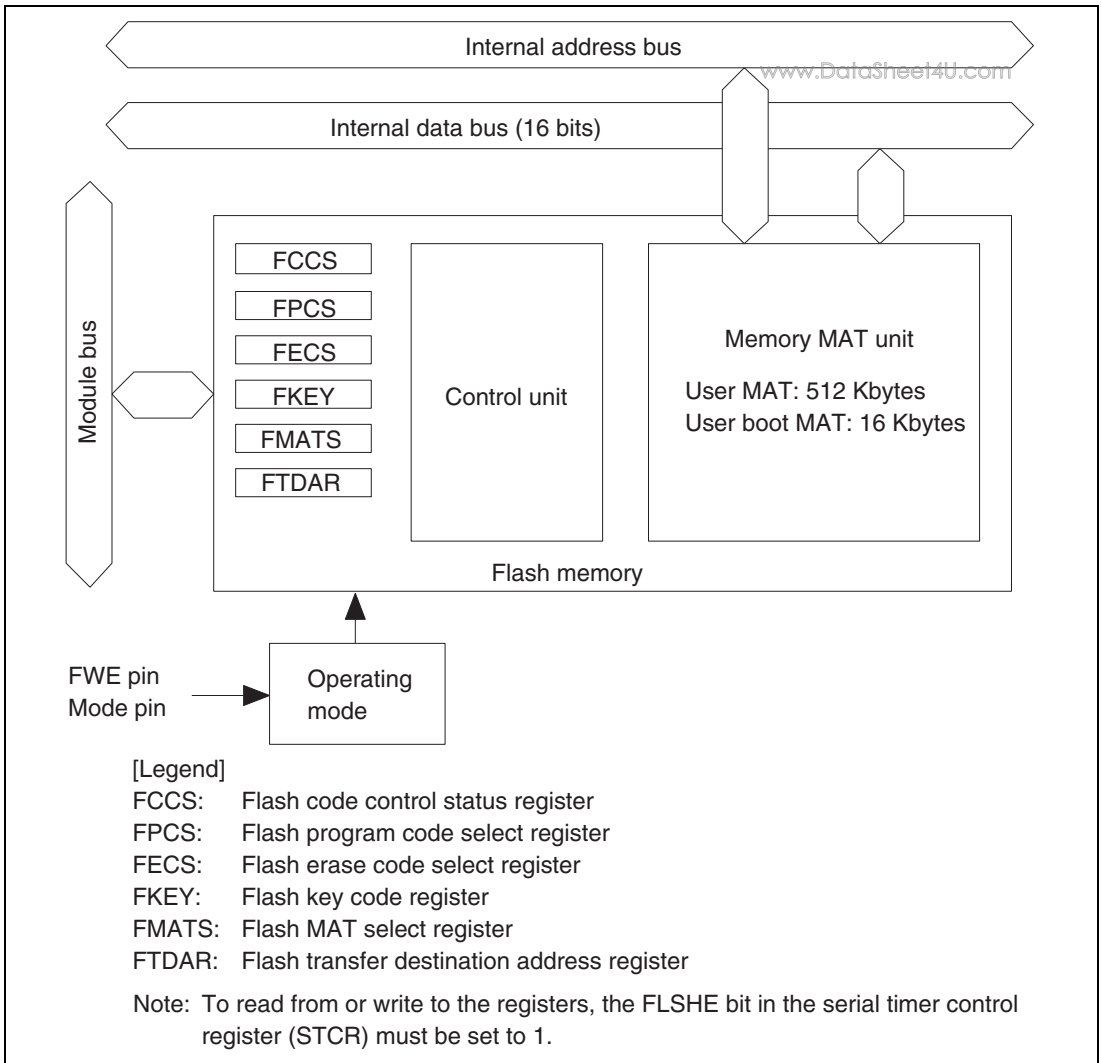 Internal address bus
www.DataSheet4U.com
Internal data bus (16 bits)
Module bus
FCCS
FPCS
FECS
FKEY
FMATS
FTDAR
Control unit
Memory MAT unit
User MAT: 512 Kbytes
User boot MAT: 16 Kbytes
Flash memory
FWE pin
Mode pin
Operating
mode
[Legend]
FCCS: Flash code control status register
FPCS: Flash program code select register
FECS: Flash erase code select register
FKEY: Flash key code register
FMATS: Flash MAT select register
FTDAR: Flash transfer destination address register
Note: To read from or write to the registers, the FLSHE bit in the serial timer control
register (STCR) must be set to 1.